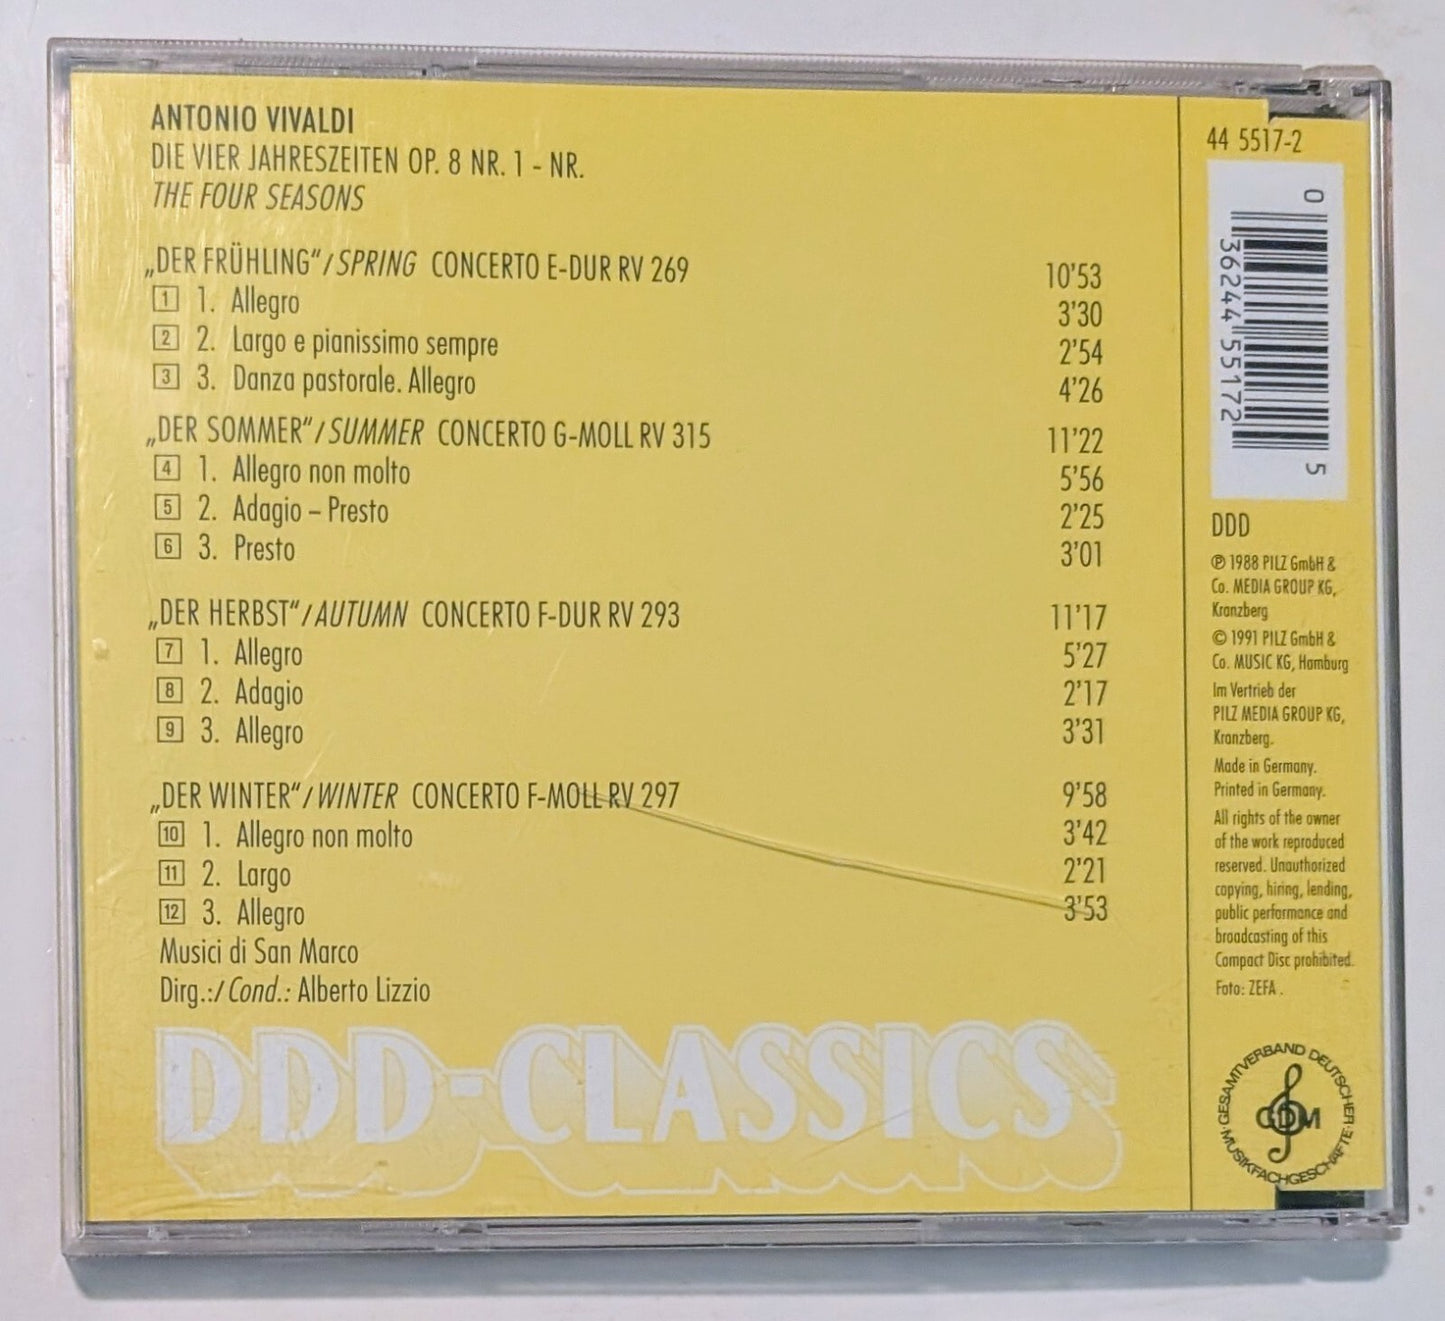 ANTONIO VIVALDI
DIE VIER JAHRESZEITEN OP. 8 NR. 1 - NR.
THE FOUR SEASONS
„DER FRÜHLING“/SPRING CONCERTO E-DUR RV 269 10'53
1 1. Allegro 3'30
2 2. Largo e pianissimo sempre 2'54
3 3. Danza pastorale. Allegro 4'26
„DER SOMMER“/SUMMER CONCERTO G-MOLL RV 315 11'22
4 1. Allegro non molto 5'56
5 2. Adagio – Presto 2'25
6 3. Presto 3'01
„DER HERBST“/AUTUMN CONCERTO F-DUR RV 293 11'17
7 1. Allegro 5'27
8 2. Adagio 2'17
9 3. Allegro 3'31
„DER WINTER“/WINTER CONCERTO F-MOLL RV 297 9'58
10 1. Allegro non molto 3'42
11 2. Largo 2'21
12 3. Allegro 3'53
Musici di San Marco
Dirg.:/Cond.: Alberto Lizzio
DDD-CLASSICS
44 5517-2
0 36244 55172 5
DDD
℗ 1988 PILZ GmbH &
Co. MEDIA GROUP KG,
Kranzberg
© 1991 PILZ GmbH &
Co. MUSIC KG, Hamburg
Im Vertrieb der
PILZ MEDIA GROUP KG,
Kranzberg.
Made in Germany.
Printed in Germany.
All rights of the owner
of the work reproduced
reserved. Unauthorized
copying, hiring, lending,
public performance and
broadcasting of this
Compact Disc prohibited.
Foto: ZEFA .
GESAMTVERBAND DEUTSCHER
GDM
MUSIKFACHGESCHÄFTE